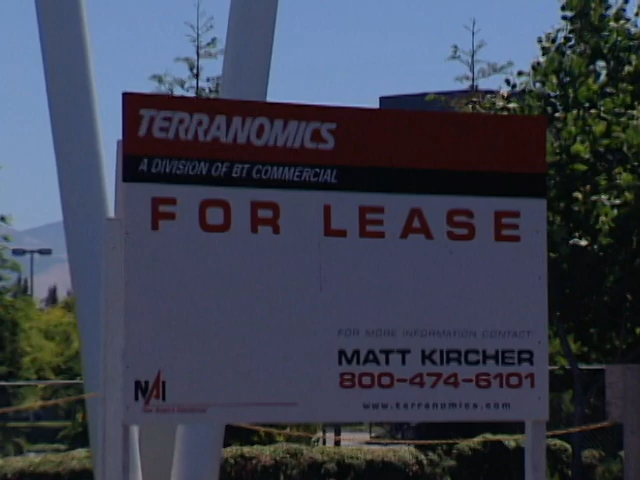 TERRANOMICS
A DIVISION OF BT COMMERCIAL
FOR LEASE
FOR MORE INFORMATION CONTACT:
MATT KIRCHER
800-474-6101
www.terranomics.com
NAI